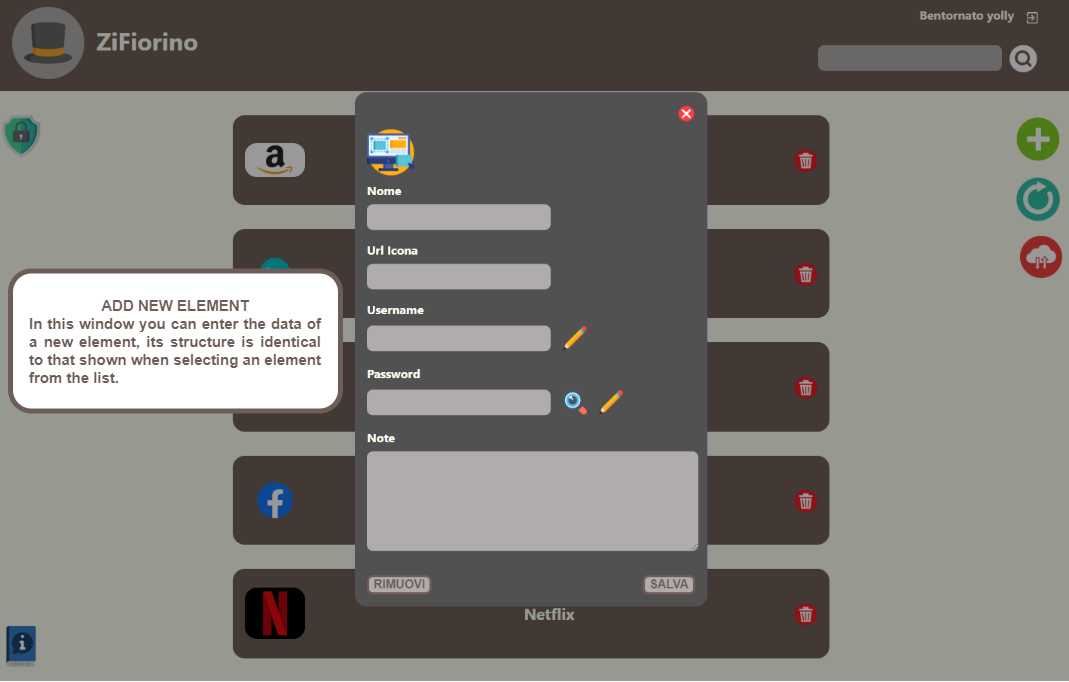 Bentornato yolly
ZiFiorino
a
Nome
Url Icona
ADD NEW ELEMENT
In this window you can enter the data of
a new element, its structure is identical
to that shown when selecting an element
from the list.
Username
Password
Note
f
RIMUOVI
SALVA
N
Netflix
i